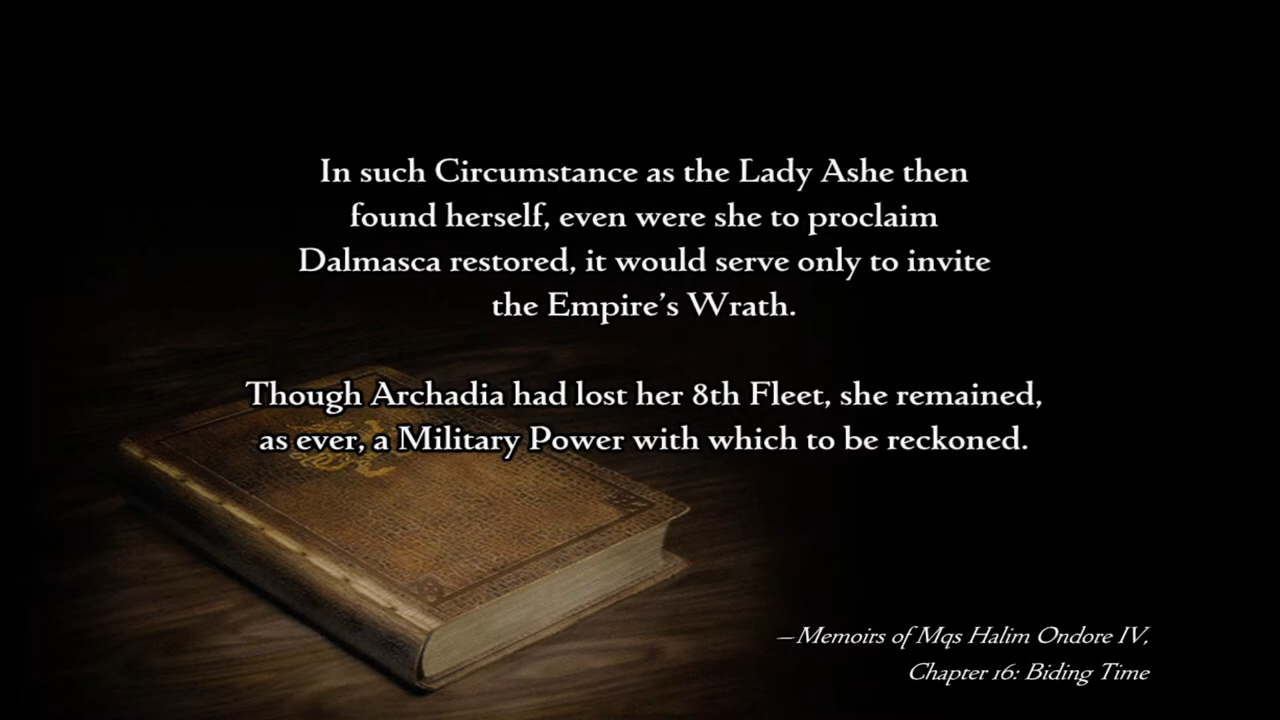 In such Circumstance as the Lady Ashe then
found herself, even were she to proclaim
Dalmasca restored, it would serve only to invite
the Empire’s Wrath.
Though Archadia had lost her 8th Fleet, she remained,
as ever, a Military Power with which to be reckoned.
—Memoirs of Mqs Halim Ondore IV,
Chapter 16: Biding Time